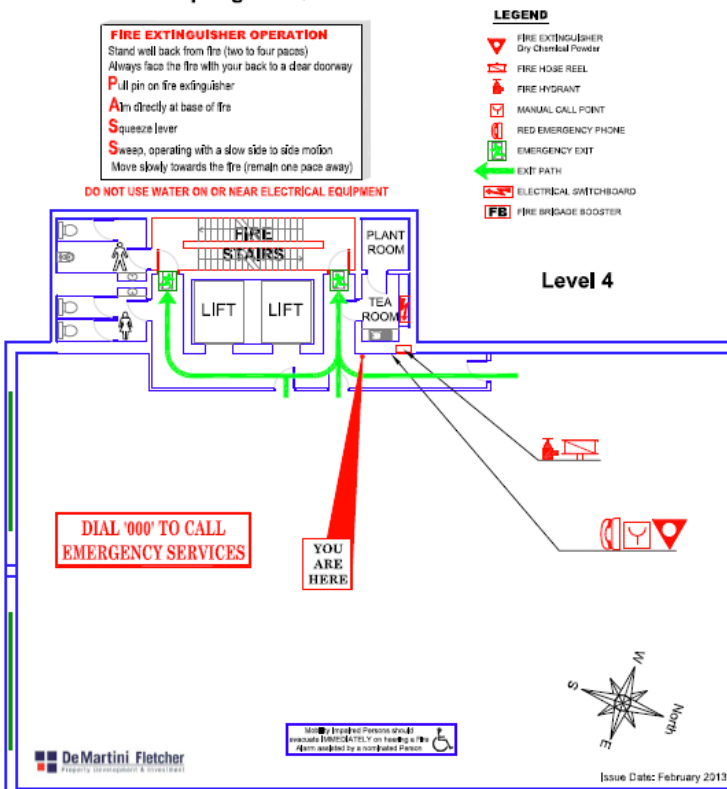 FIRE EXTINGUISHER OPERATION
Stand well back from fire (two to four paces)
Always face the fire with your back to a clear doorway
Pull pin on fire extinguisher
Aim directly at base of fire
Squeeze lever
Sweep, operating with a slow side to side motion
Move slowly towards the fire (remain one pace away)
DO NOT USE WATER ON OR NEAR ELECTRICAL EQUIPMENT
LEGEND
FIRE EXTINGUISHER
Dry Chemical Powder
FIRE HOSE REEL
FIRE HYDRANT
MANUAL CALL POINT
RED EMERGENCY PHONE
EMERGENCY EXIT
EXIT PATH
ELECTRICAL SWITCHBOARD
FB FIRE BRIGADE BOOSTER
Level 4
FIRE
STAIRS
PLANT
ROOM
LIFT
LIFT
TEA
ROOM
DIAL '000' TO CALL
EMERGENCY SERVICES
YOU
ARE
HERE
W
S
North
E
Mobility Impaired Persons should
evacuate IMMEDIATELY on hearing a Fire
Alarm assisted by a nominated Person
De Martini Fletcher
Property Development & Investment
Issue Date: February 2013